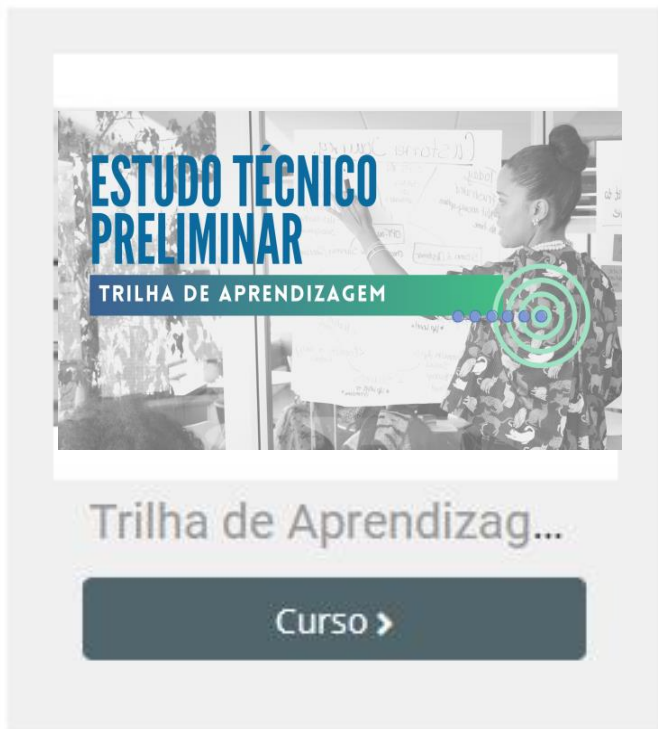 ESTUDO TÉCNICO
PRELIMINAR
TRILHA DE APRENDIZAGEM
Trilha de Aprendizag...
Curso